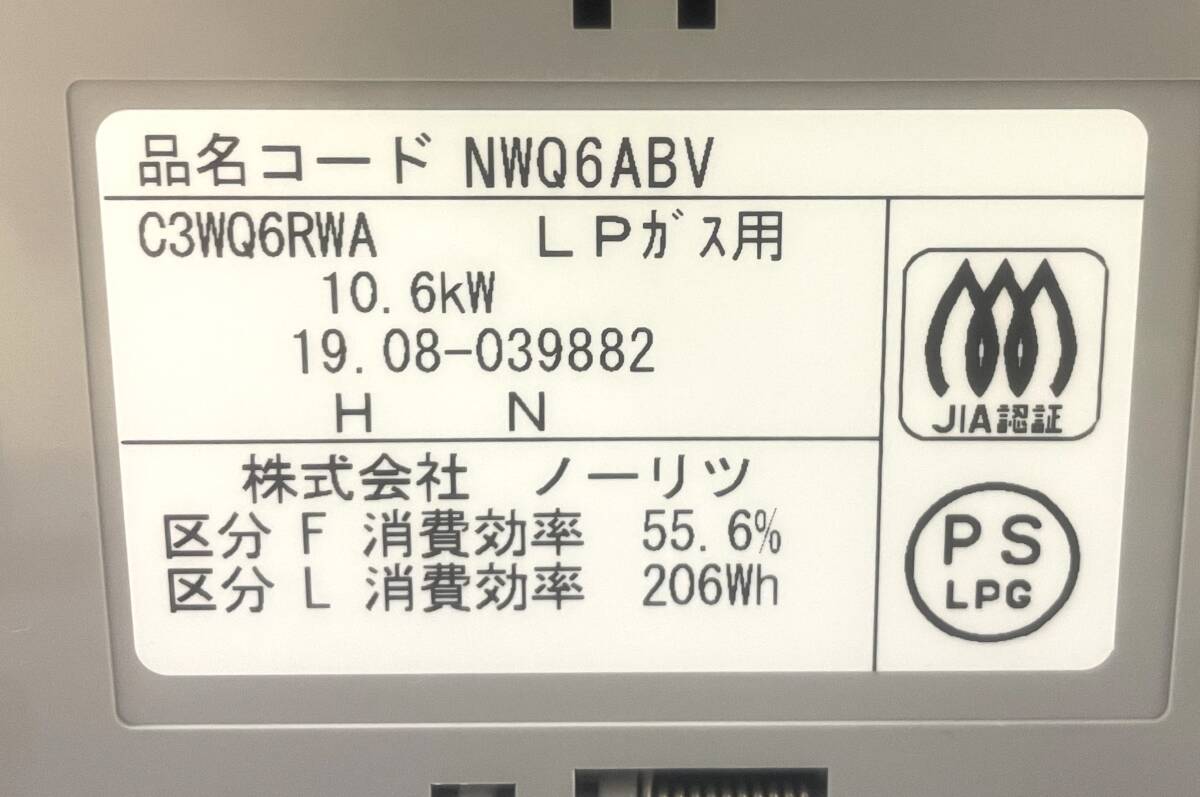 品名コード NWQ6ABV
C3WQ6RWA LPガス用
10.6kW
19.08-039882
H N
株式会社 ノーリツ
区分 F 消費効率 55.6%
区分 L 消費効率 206Wh
JIA認証
PS
LPG